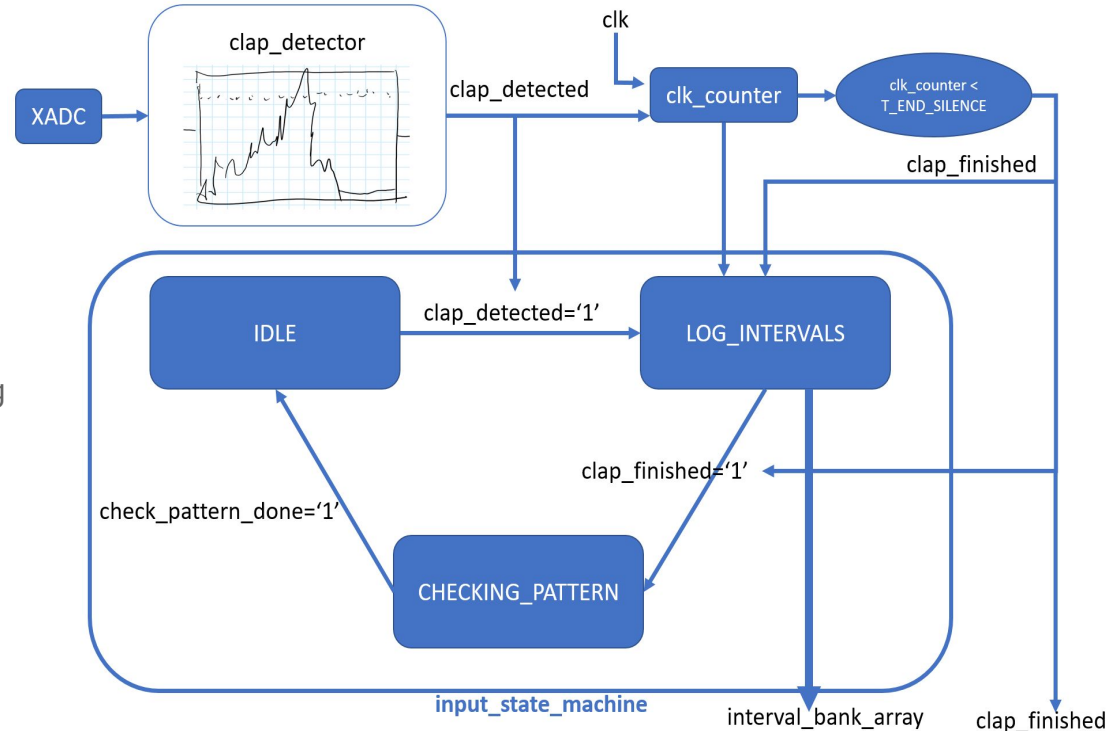 clk
clap_detector
clap_detected
XADC
clk_counter
clk_counter <
T_END_SILENCE
clap_finished
clap_detected=‘1’
IDLE
LOG_INTERVALS
g
clap_finished=‘1’
check_pattern_done=‘1’
CHECKING_PATTERN
input_state_machine
interval_bank_array
clap_finished